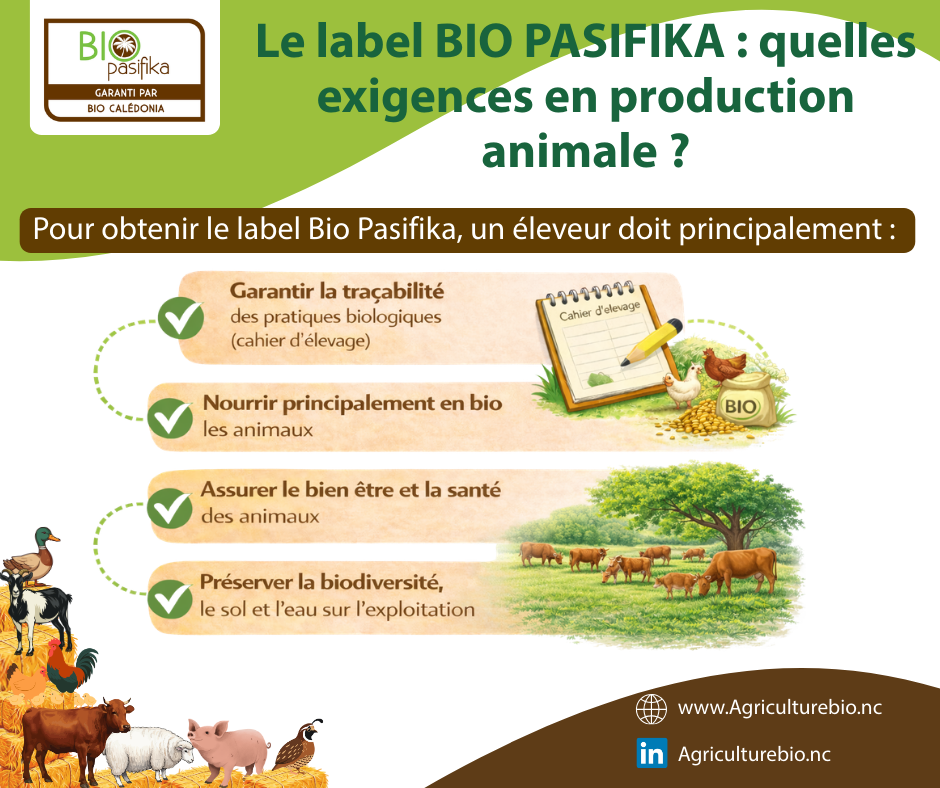 BIO
pasifika
GARANTI PAR
BIO CALÉDONIA
Le label BIO PASIFIKA : quelles
exigences en production
animale ?
Pour obtenir le label Bio Pasifika, un éleveur doit principalement :
Garantir la traçabilité
des pratiques biologiques
(cahier d'élevage)
Cahier d'elevage
Nourrir principalement en bio
les animaux
BIO
Assurer le bien être et la santé
des animaux
Préserver la biodiversité,
le sol et l'eau sur l'exploitation
www.Agriculturebio.nc
in
Agriculturebio.nc